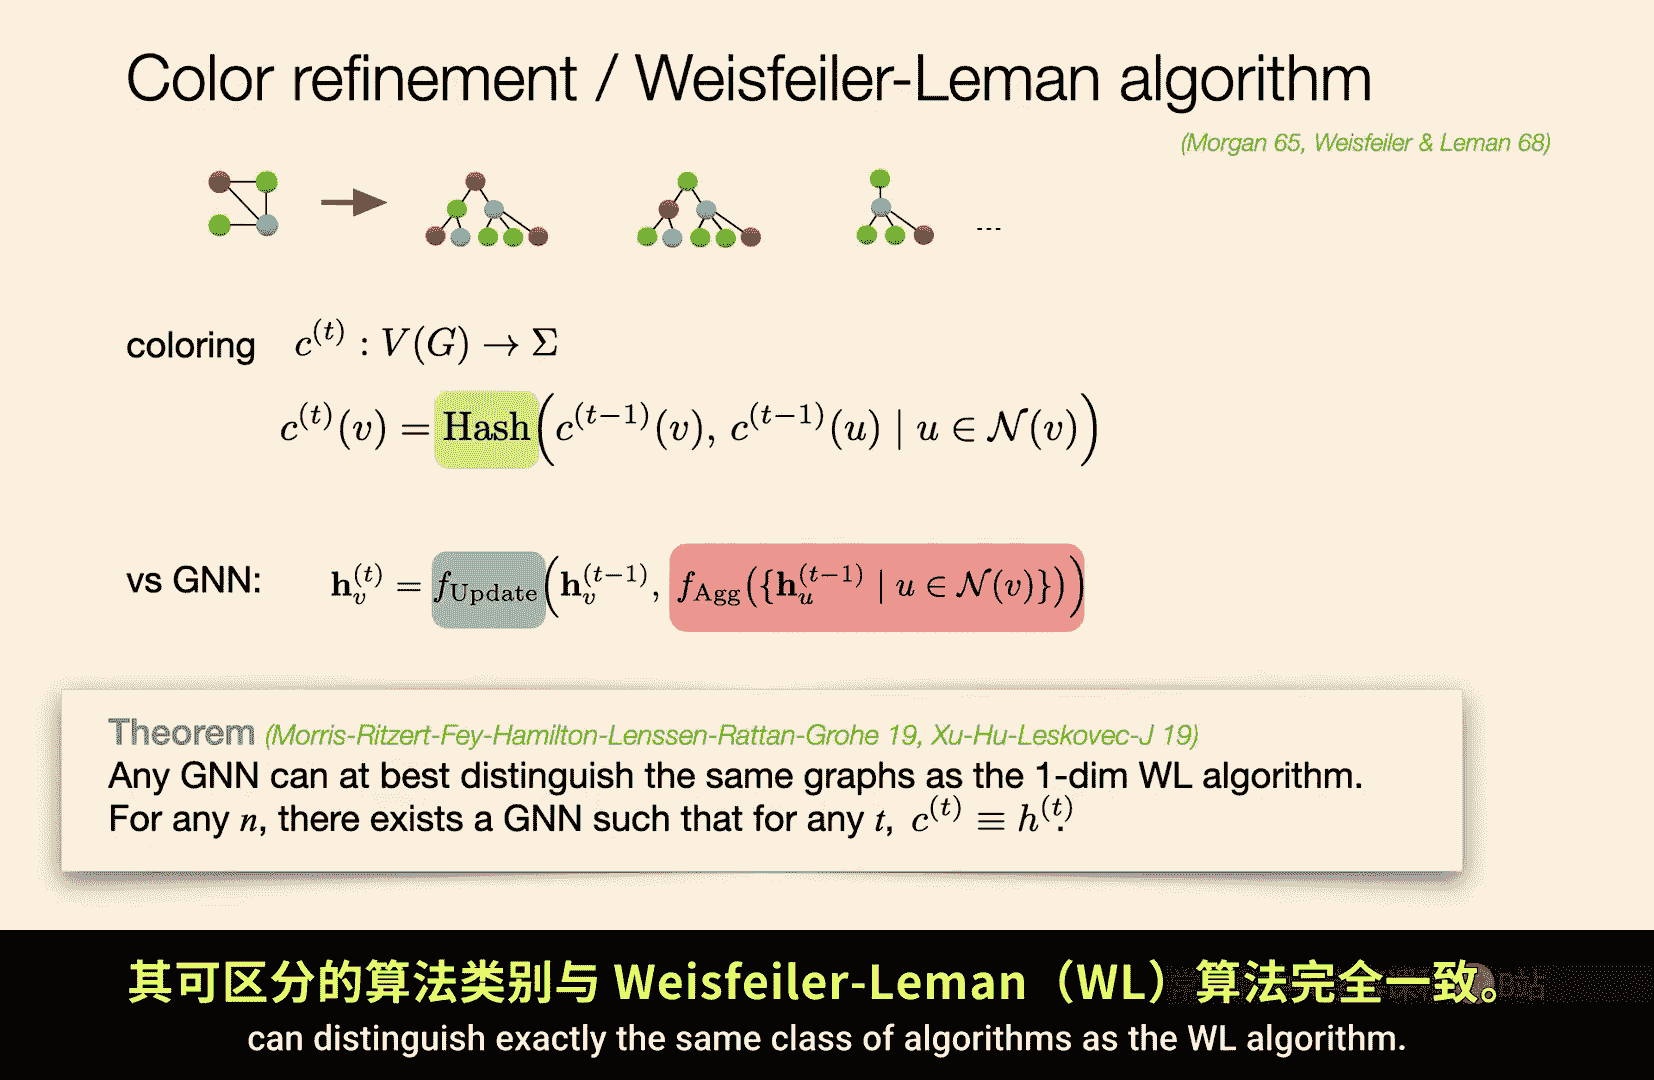 Color refinement / Weisfeiler-Leman algorithm
(Morgan 65, Weisfeiler & Leman 68)
...
coloring c^{(t)} : V(G) → Σ
c^{(t)}(v) = Hash(c^{(t−1)}(v), c^{(t−1)}(u) | u ∈ 𝒩(v))
vs GNN: h_v^{(t)} = f_{Update}(h_v^{(t−1)}, f_{Agg}({h_u^{(t−1)} | u ∈ 𝒩(v)}))
Theorem (Morris-Ritzert-Fey-Hamilton-Lenssen-Rattan-Grohe 19, Xu-Hu-Leskovec-J 19)
Any GNN can at best distinguish the same graphs as the 1-dim WL algorithm.
For any n, there exists a GNN such that for any t, c^{(t)} ≡ h^{(t)}.
其可区分的算法类别与 Weisfeiler-Leman（WL）算法完全一致。
can distinguish exactly the same class of algorithms as the WL algorithm.